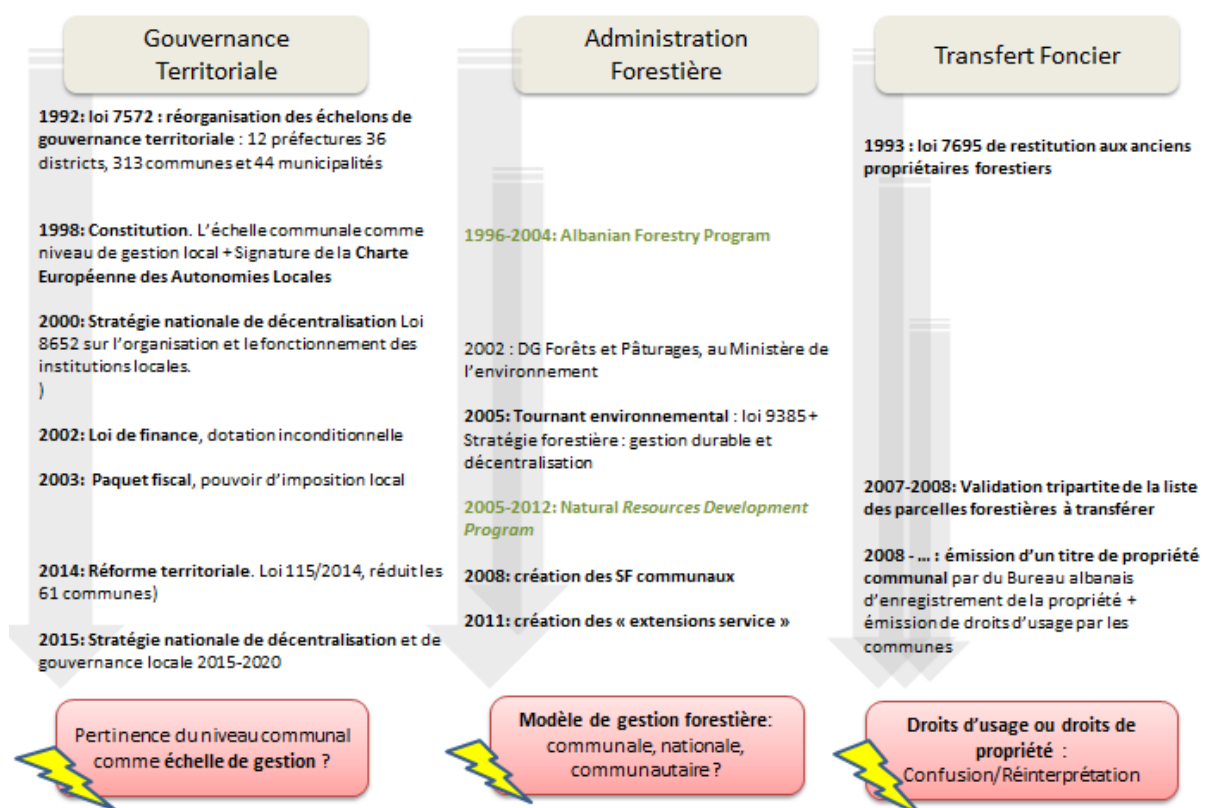 Gouvernance
Territoriale
1992: loi 7572 : réorganisation des échelons de
gouvernance territoriale : 12 préfectures 36
districts, 313 communes et 44 municipalités
1998: Constitution. L'échelle communale comme
niveau de gestion local + Signature de la Charte
Européenne des Autonomies Locales
2000: Stratégie nationale de décentralisation Loi
8652 sur l'organisation et le fonctionnement des
institutions locales.
)
2002: Loi de finance, dotation inconditionnelle
2003: Paquet fiscal, pouvoir d'imposition local
2014: Réforme territoriale. Loi 115/2014, réduit les
61 communes)
2015: Stratégie nationale de décentralisation et de
gouvernance locale 2015-2020
Pertinence du niveau communal
comme échelle de gestion ?
Administration
Forestière
1996-2004: Albanian Forestry Program
2002 : DG Forêts et Pâturages, au Ministère de
l'environnement
2005: Tournant environnemental : loi 9385 +
Stratégie forestière : gestion durable et
décentralisation
2005-2012: Natural Resources Development
Program
2008: création des SF communaux
2011: création des « extensions service »
Modèle de gestion forestière:
communale, nationale,
communautaire ?
Transfert Foncier
1993 : loi 7695 de restitution aux anciens
propriétaires forestiers
2007-2008: Validation tripartite de la liste
des parcelles forestières à transférer
2008 - ... : émission d'un titre de propriété
communal par du Bureau albanais
d'enregistrement de la propriété +
émission de droits d'usage par les
communes
Droits d'usage ou droits de
propriété :
Confusion/Réinterprétation